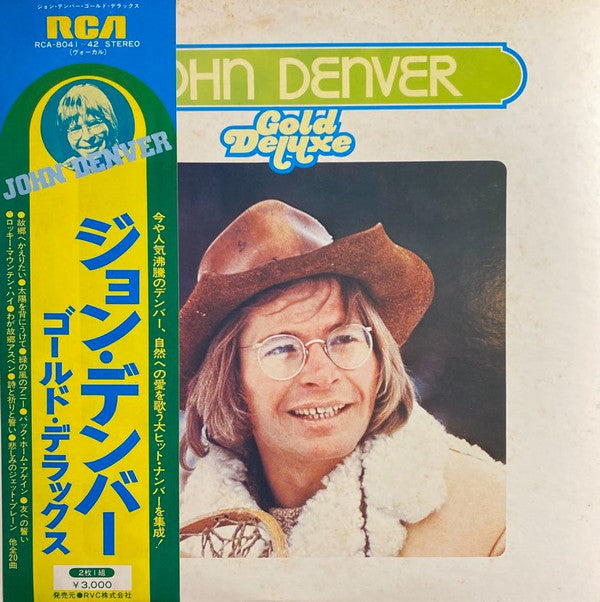 ジョン・デンバー・ゴールド・デラックス
RCA
RCA-8041〜42 STEREO
(ヴォーカル)
JOHN DENVER
今や人気沸騰のデンバー、自然への愛を歌う大ヒット・ナンバーを集成!
ジョン・デンバー
ゴールド・デラックス
●故郷へかえりたい●太陽を背にうけて●緑の風のアニー●バック・ホーム・アゲイン●友への誓い
●ロッキー・マウンテン・ハイ●わが故郷アスペン●詩と祈りと誓い●悲しみのジェット・プレーン 他全20曲
2枚1組
¥3,000
発売元●RVC株式会社
OHN DENVER
Gold
Deluxe